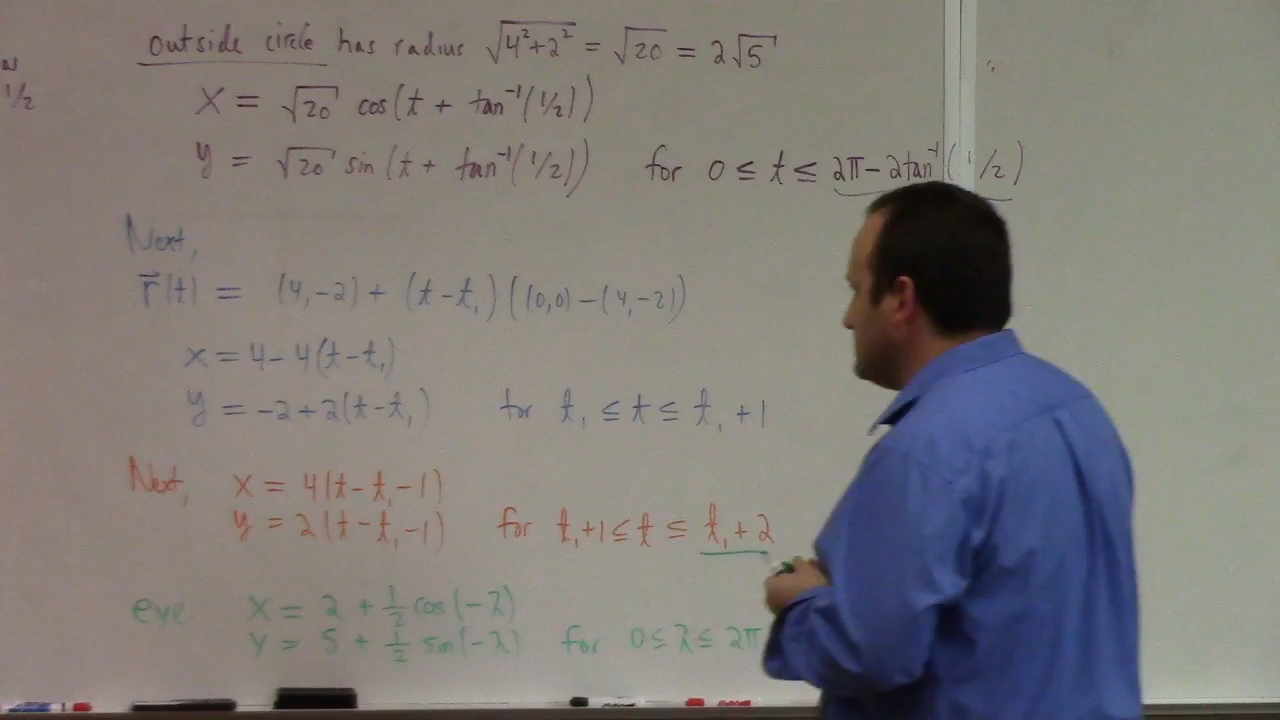 as
1/2
outside circle has radius √(4²+2²) = √20 = 2√5
x = √20 cos(t + tan⁻¹(1/2))
y = √20 sin(t + tan⁻¹(1/2)) for 0 ≤ t ≤ 2π − 2tan⁻¹(1/2)
Next,
r⃗(t) = (4,−2) + (t−t₁)((0,0)−(4,−2))
x = 4−4(t−t₁)
y = −2+2(t−t₁) for t₁ ≤ t ≤ t₁+1
Next, x = 4(t−t₁−1)
y = 2(t−t₁−1) for t₁+1 ≤ t ≤ t₁+2
eye x = 2 + ½cos(−λ)
y = 5 + ½ sin(−λ) for 0 ≤ λ ≤ 2π